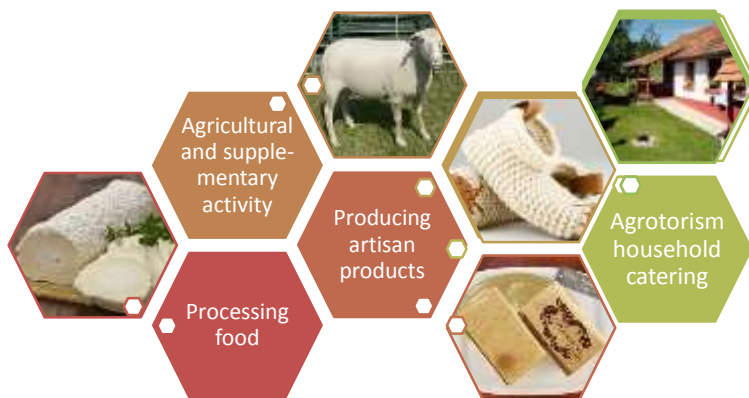 Agricultural
and supple-
mentary
activity
Processing
food
Producing
artisan
products
Agrotorism
household
catering